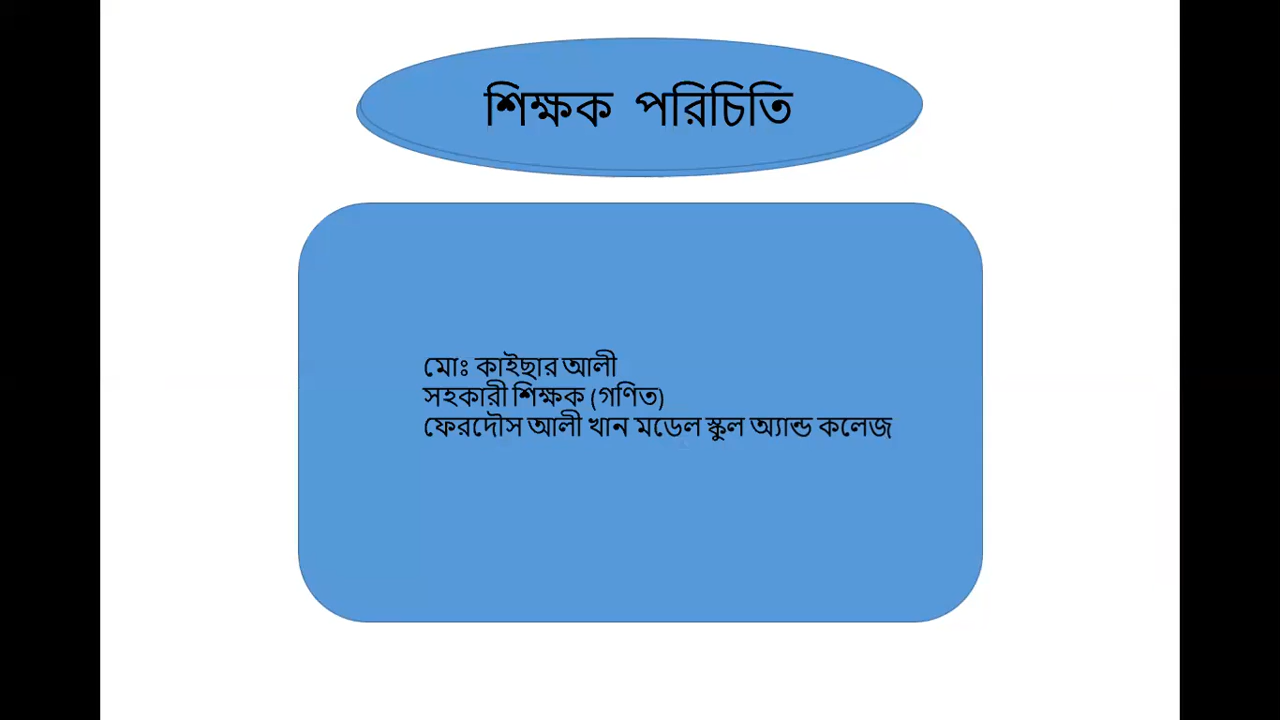 শিক্ষক পরিচিতি
মোঃ কাইছার আলী
সহকারী শিক্ষক (গণিত)
ফেরদৌস আলী খান মডেল স্কুল অ্যান্ড কলেজ